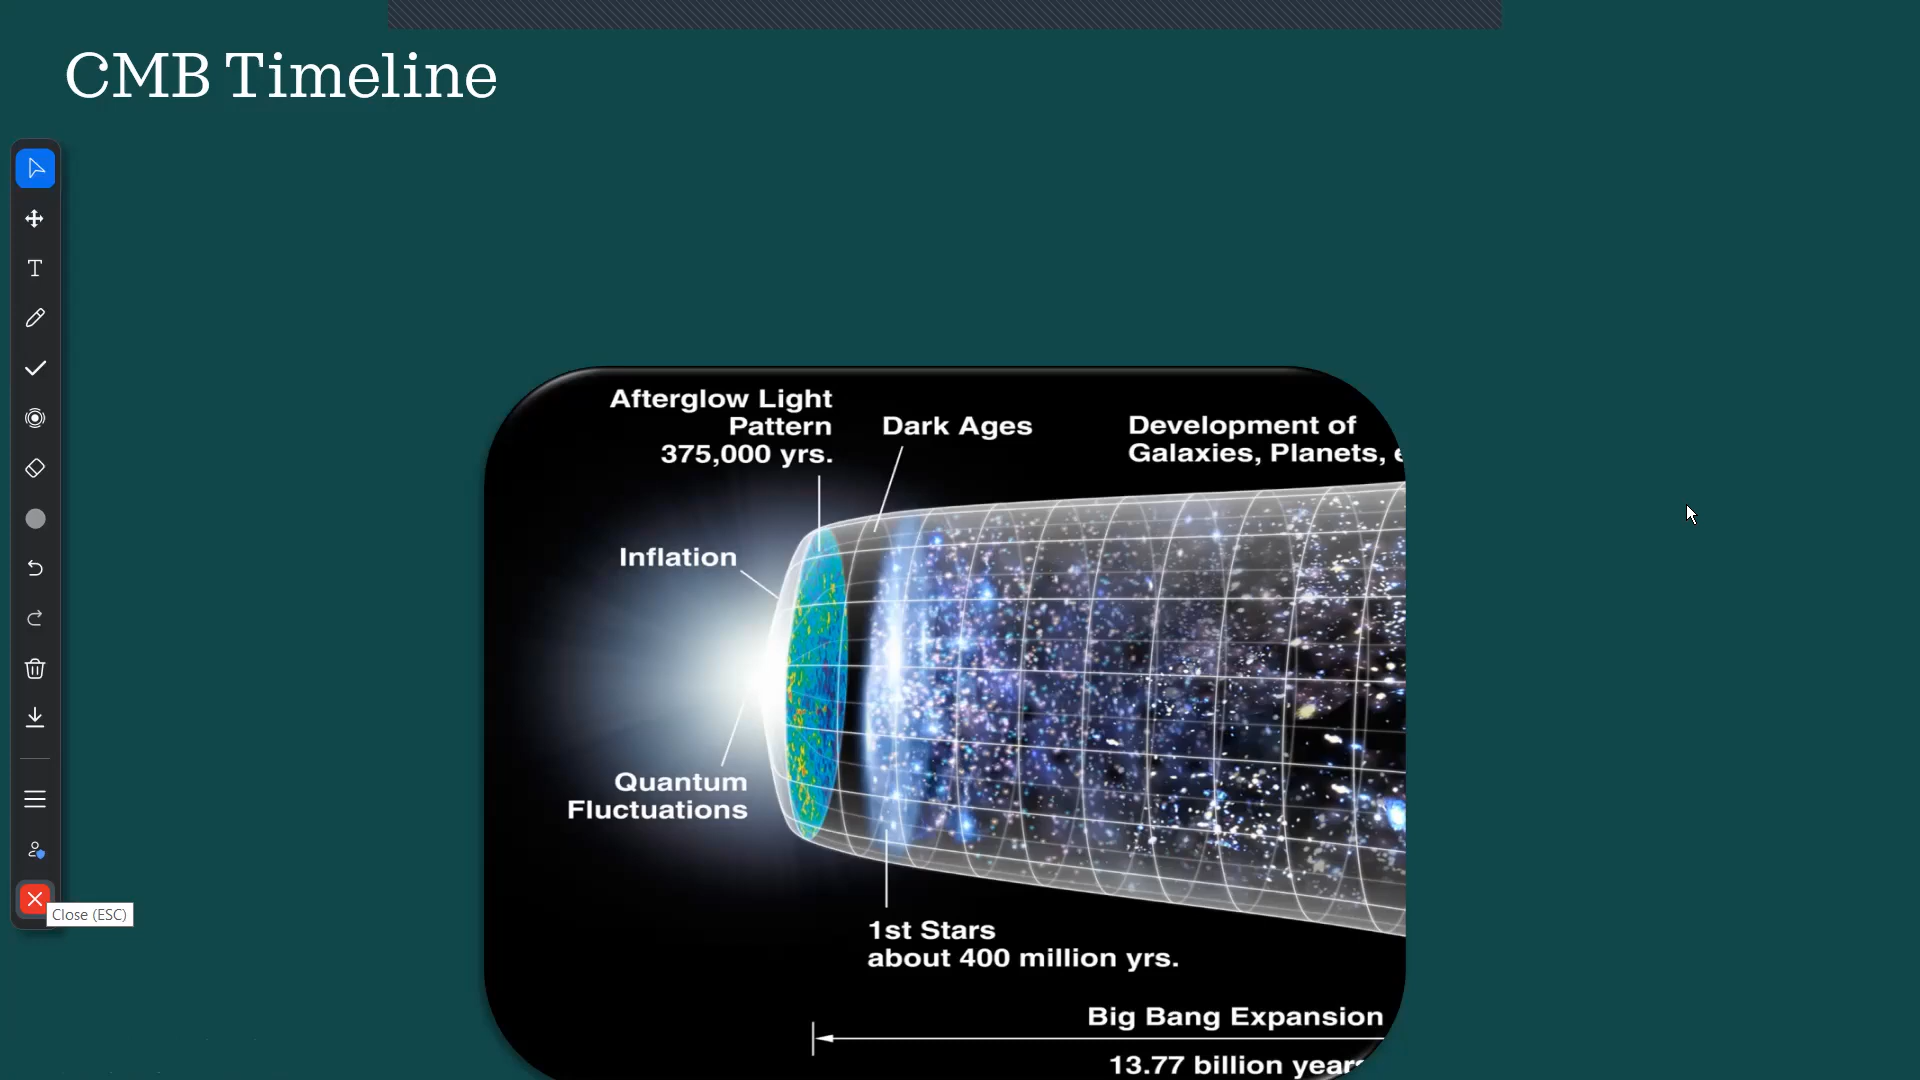 CMB Timeline
Afterglow Light
Pattern
375,000 yrs.
Dark Ages
Development of
Galaxies, Planets,
Inflation
Quantum
Fluctuations
1st Stars
about 400 million yrs.
Big Bang Expansion
13.77 billion years
Close (ESC)